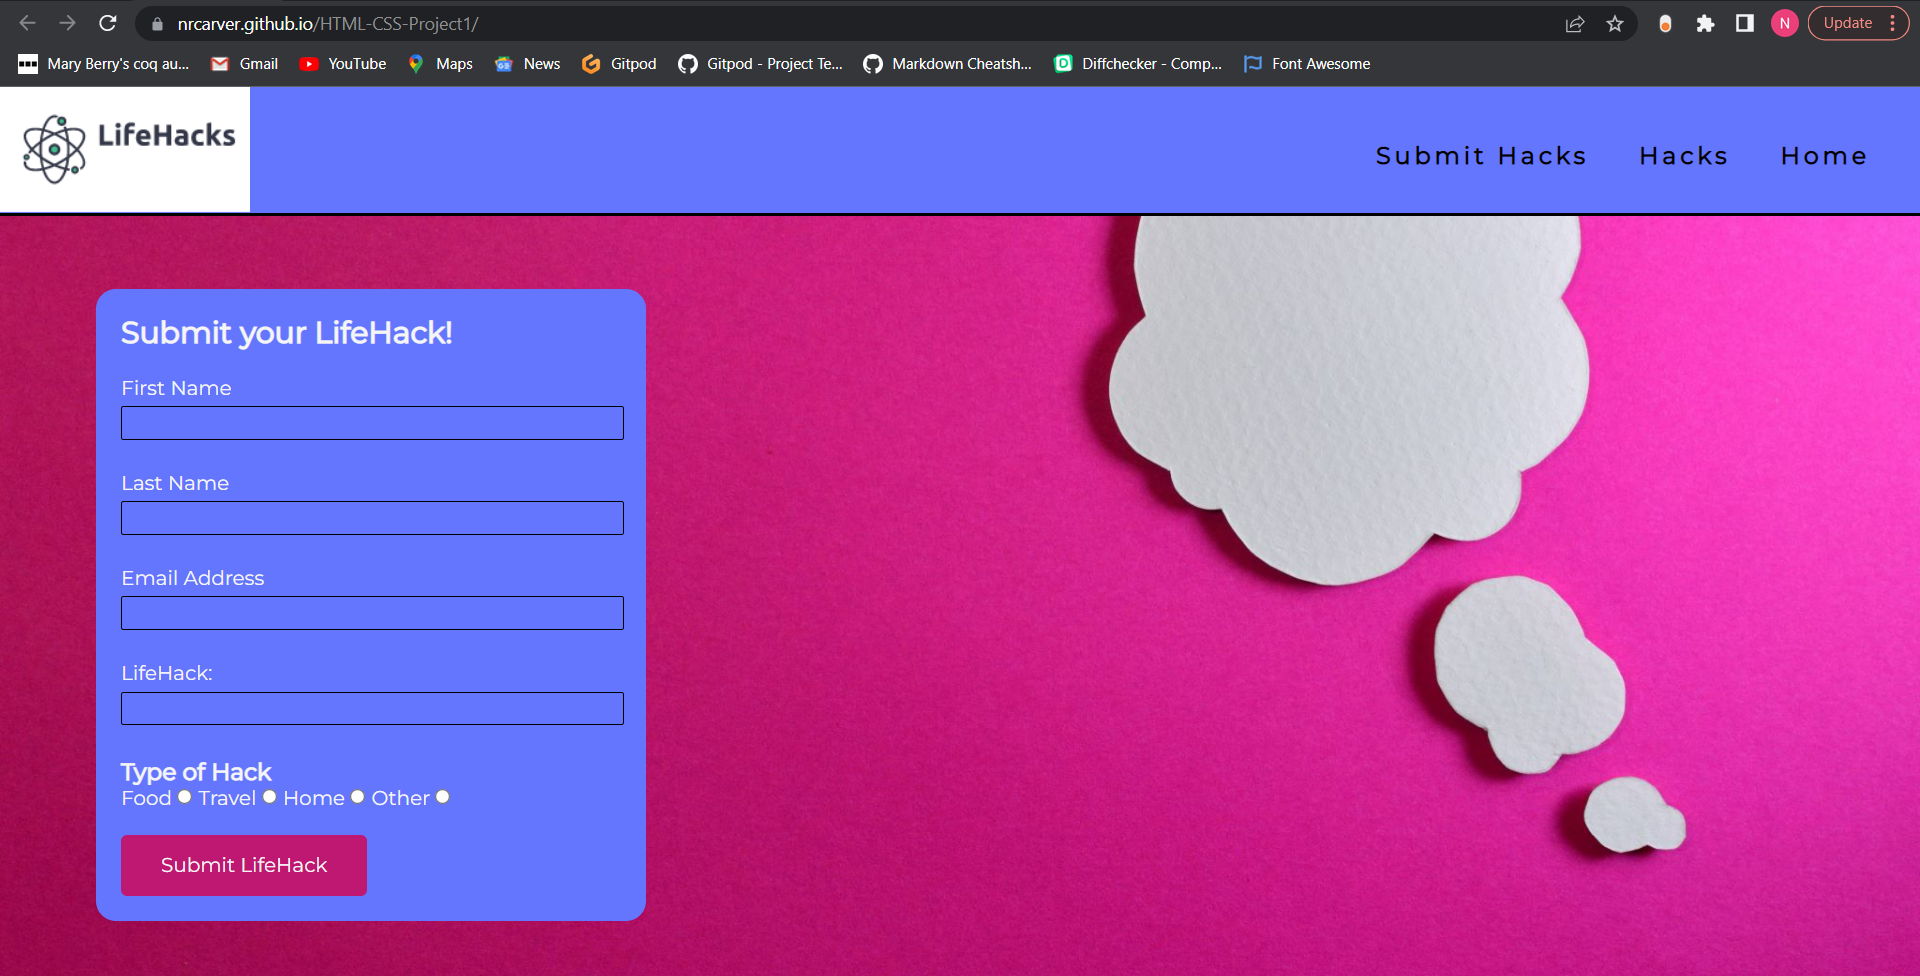 nrcarver.github.io/HTML-CSS-Project1/
N
Update
Mary Berry's coq au... Gmail YouTube Maps News Gitpod Gitpod - Project Te... Markdown Cheatsh... Diffchecker - Comp... Font Awesome
LifeHacks
Submit Hacks Hacks Home
Submit your LifeHack!
First Name
Last Name
Email Address
LifeHack:
Type of Hack
Food Travel Home Other
Submit LifeHack